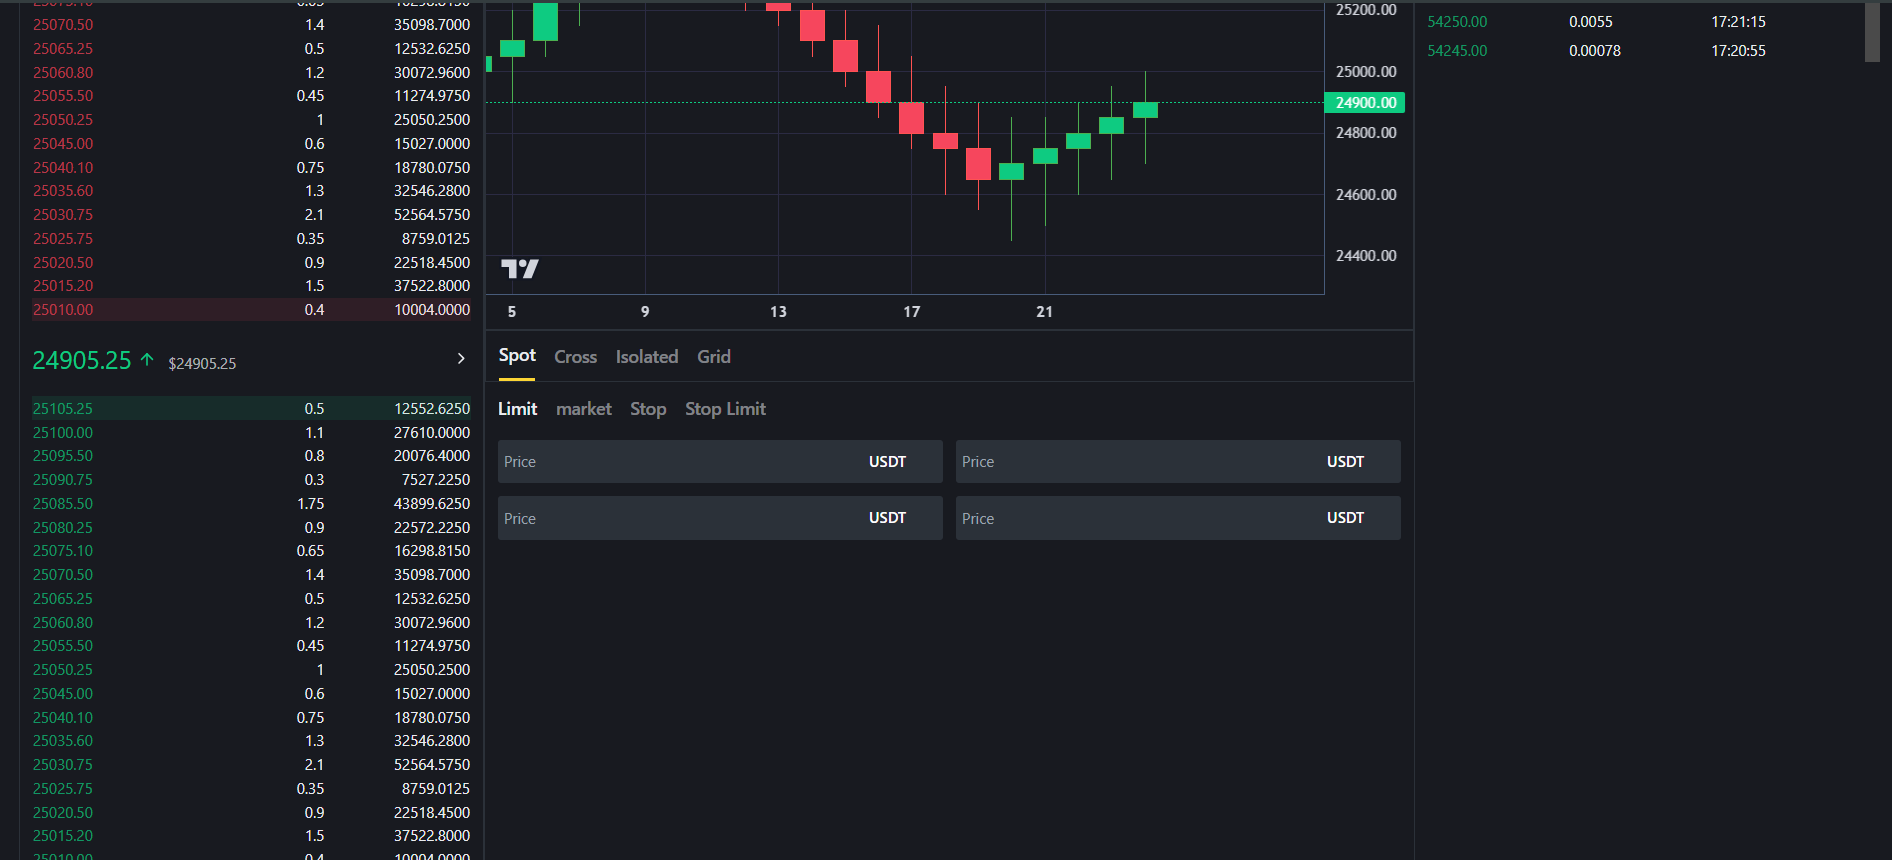 25070.50 1.4 35098.7000
25065.25 0.5 12532.6250
25060.80 1.2 30072.9600
25055.50 0.45 11274.9750
25050.25 1 25050.2500
25045.00 0.6 15027.0000
25040.10 0.75 18780.0750
25035.60 1.3 32546.2800
25030.75 2.1 52564.5750
25025.75 0.35 8759.0125
25020.50 0.9 22518.4500
25015.20 1.5 37522.8000
25010.00 0.4 10004.0000
24905.25 ↑ $24905.25
25105.25 0.5 12552.6250
25100.00 1.1 27610.0000
25095.50 0.8 20076.4000
25090.75 0.3 7527.2250
25085.50 1.75 43899.6250
25080.25 0.9 22572.2250
25075.10 0.65 16298.8150
25070.50 1.4 35098.7000
25065.25 0.5 12532.6250
25060.80 1.2 30072.9600
25055.50 0.45 11274.9750
25050.25 1 25050.2500
25045.00 0.6 15027.0000
25040.10 0.75 18780.0750
25035.60 1.3 32546.2800
25030.75 2.1 52564.5750
25025.75 0.35 8759.0125
25020.50 0.9 22518.4500
25015.20 1.5 37522.8000
25010.00 0.4 10004.0000
25200.00
25000.00
24900.00
24800.00
24600.00
24400.00
5 9 13 17 21
Spot Cross Isolated Grid
Limit market Stop Stop Limit
Price USDT Price USDT
Price USDT Price USDT
54250.00 0.0055 17:21:15
54245.00 0.00078 17:20:55